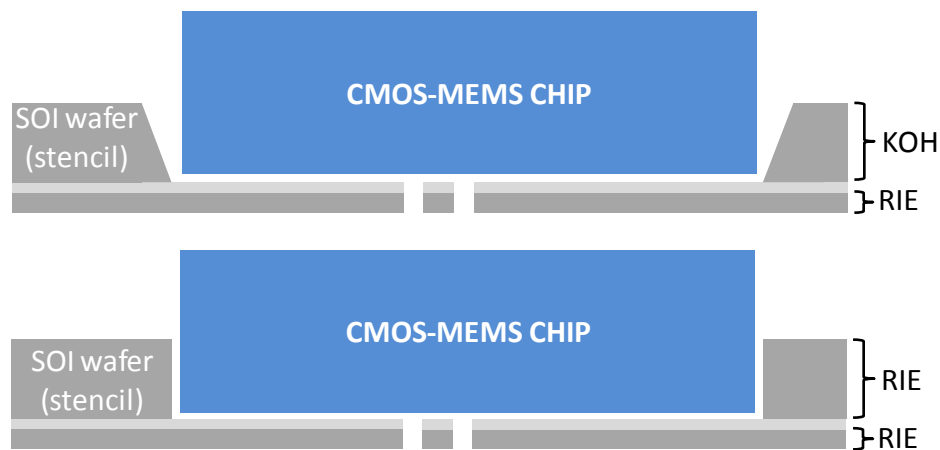 CMOS-MEMS CHIP
SOI wafer
(stencil)
KOH
RIE
CMOS-MEMS CHIP
SOI wafer
(stencil)
RIE
RIE